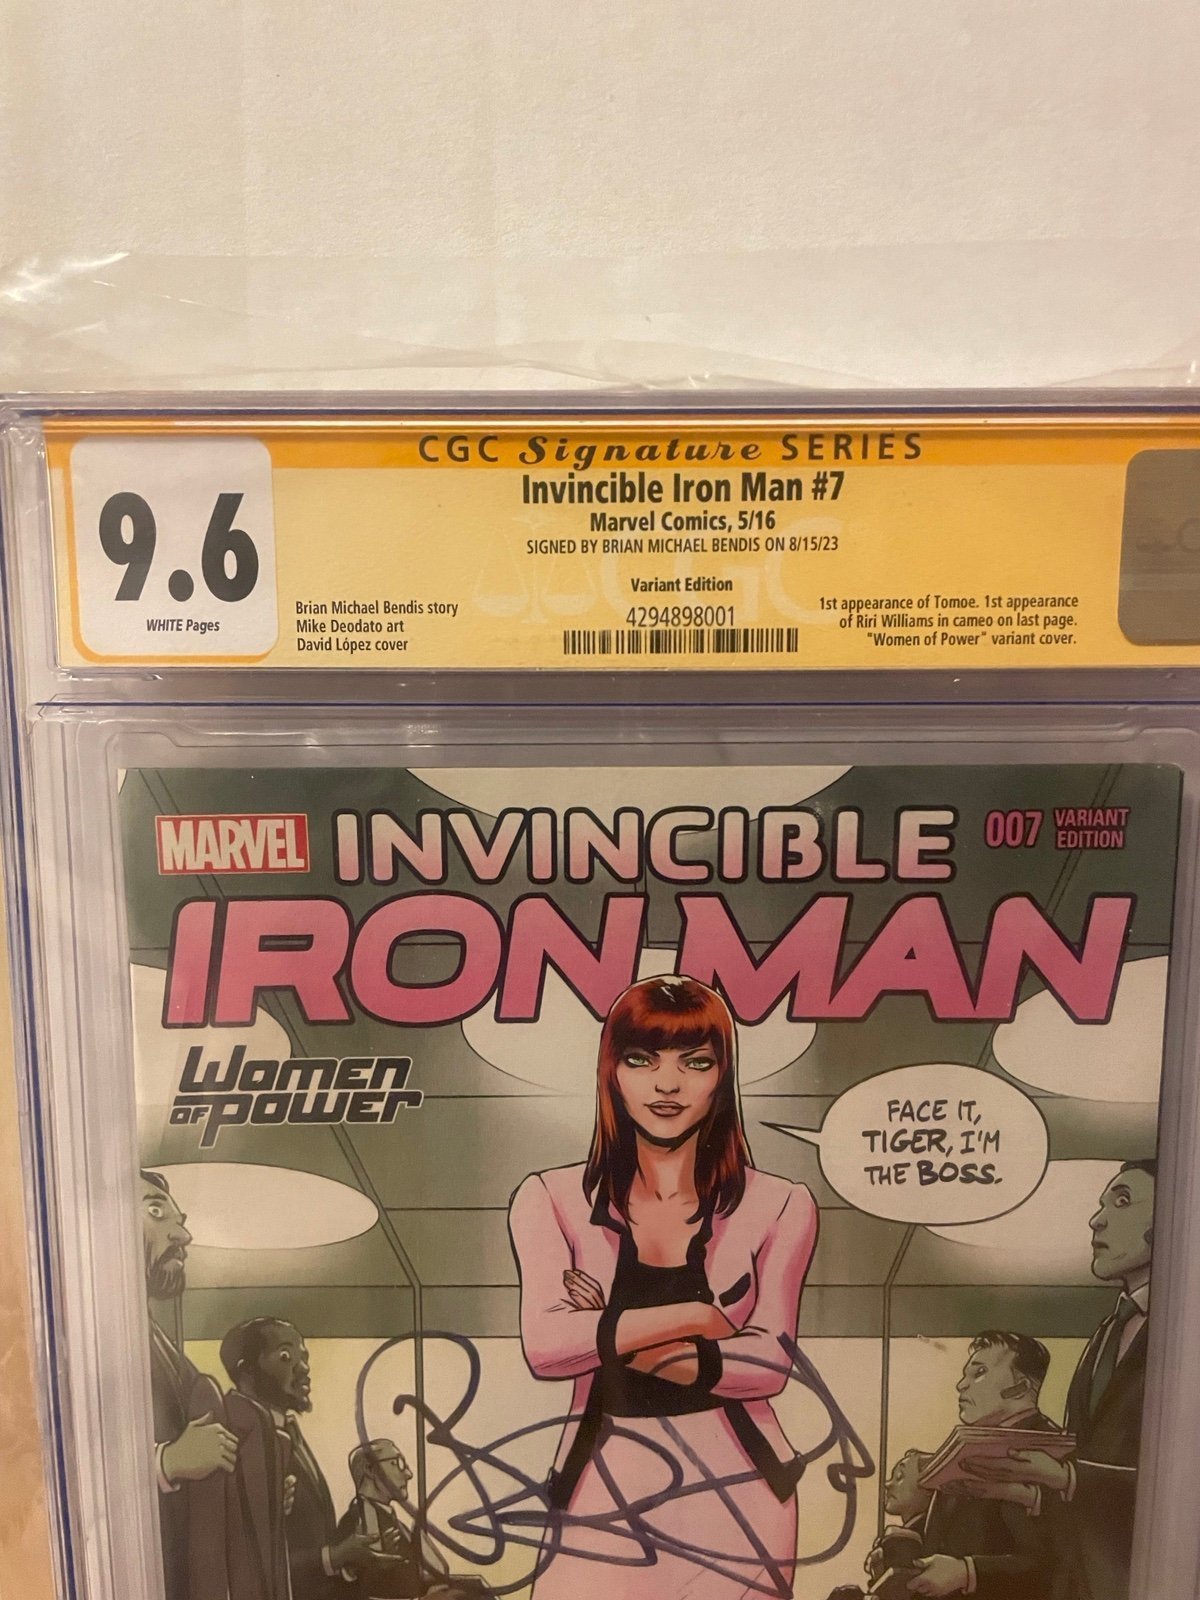 CGC Signature SERIES
Invincible Iron Man #7
Marvel Comics, 5/16
SIGNED BY BRIAN MICHAEL BENDIS ON 8/15/23
9.6
WHITE Pages
Variant Edition
4294898001
Brian Michael Bendis story
Mike Deodato art
David López cover
1st appearance of Tomoe. 1st appearance
of Riri Williams in cameo on last page.
"Women of Power" variant cover.
CGC
MARVEL
INVINCIBLE
007 VARIANT
EDITION
IRON MAN
WOMEN
OF POWER
FACE IT,
TIGER, I'M
THE BOSS.